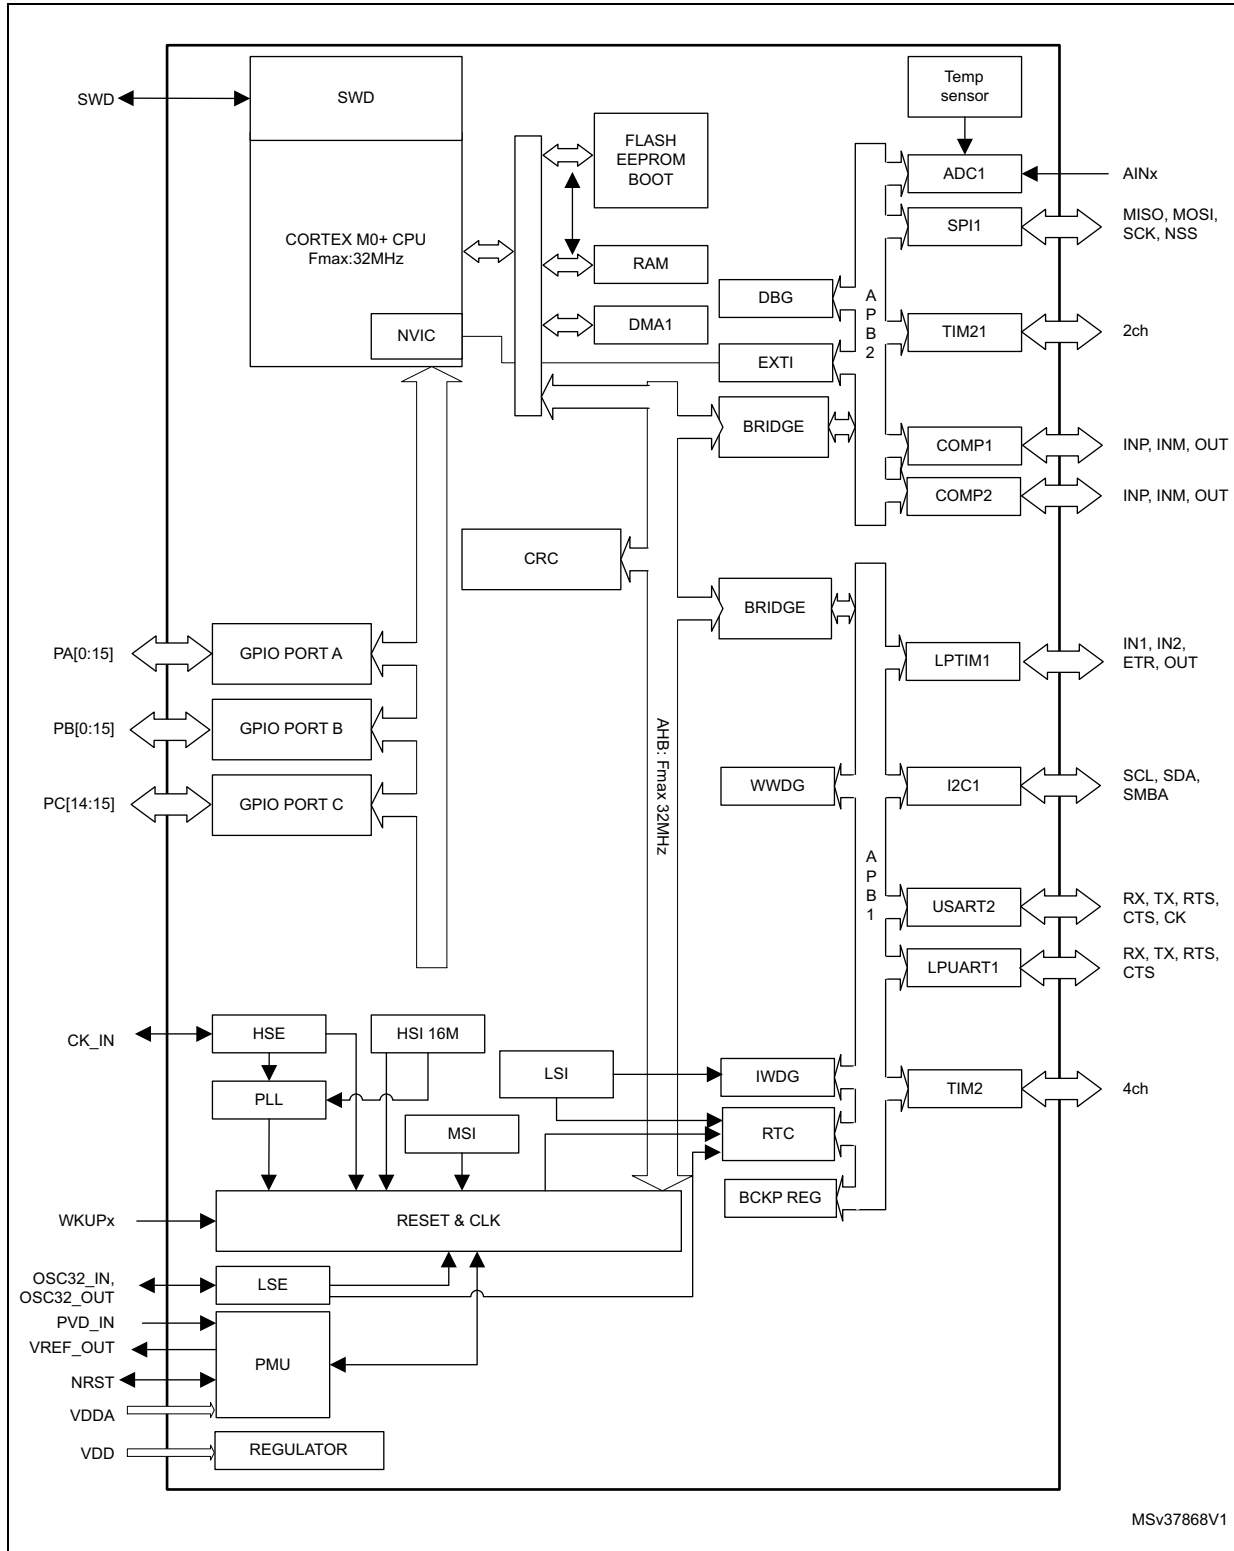 SWD
SWD
Temp
sensor
FLASH
EEPROM
BOOT
ADC1
AINx
CORTEX M0+ CPU
Fmax:32MHz
SPI1
MISO, MOSI,
SCK, NSS
RAM
DBG
APB2
NVIC
DMA1
TIM21
2ch
EXTI
BRIDGE
COMP1
INP, INM, OUT
COMP2
INP, INM, OUT
CRC
BRIDGE
PA[0:15]
GPIO PORT A
LPTIM1
IN1, IN2,
ETR, OUT
PB[0:15]
GPIO PORT B
AHB: Fmax 32MHz
PC[14:15]
GPIO PORT C
WWDG
I2C1
SCL, SDA,
SMBA
APB1
USART2
RX, TX, RTS,
CTS, CK
LPUART1
RX, TX, RTS,
CTS
CK_IN
HSE
HSI 16M
LSI
IWDG
TIM2
4ch
PLL
MSI
RTC
BCKP REG
WKUPx
RESET & CLK
OSC32_IN,
OSC32_OUT
LSE
PVD_IN
VREF_OUT
PMU
NRST
VDDA
VDD
REGULATOR
MSv37868V1